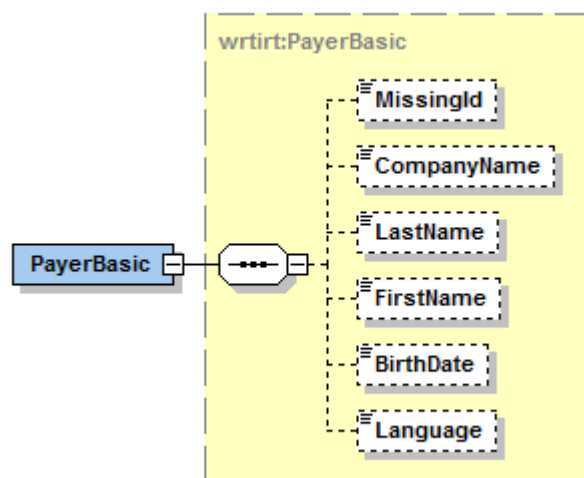 wrtirt:PayerBasic
MissingId
CompanyName
LastName
PayerBasic
FirstName
BirthDate
Language